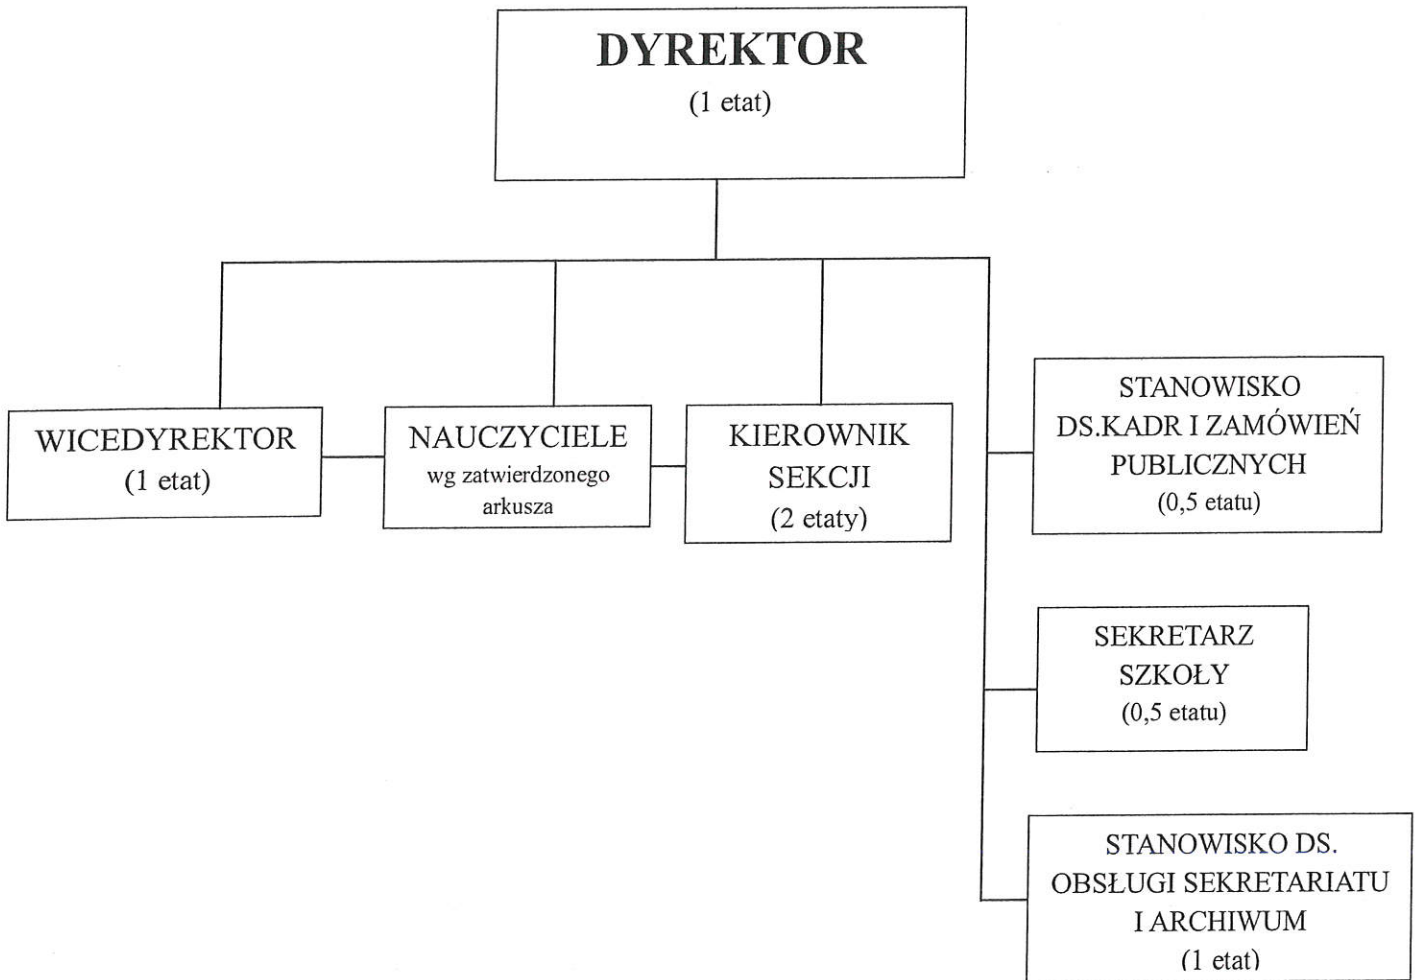 DYREKTOR
(1 etat)
WICEDYREKTOR
(1 etat)
NAUCZYCIELE
wg zatwierdzonego
arkusza
KIEROWNIK
SEKCJI
(2 etaty)
STANOWISKO
DS.KADR I ZAMÓWIEŃ
PUBLICZNYCH
(0,5 etatu)
SEKRETARZ
SZKOŁY
(0,5 etatu)
STANOWISKO DS.
OBSŁUGI SEKRETARIATU
I ARCHIWUM
(1 etat)